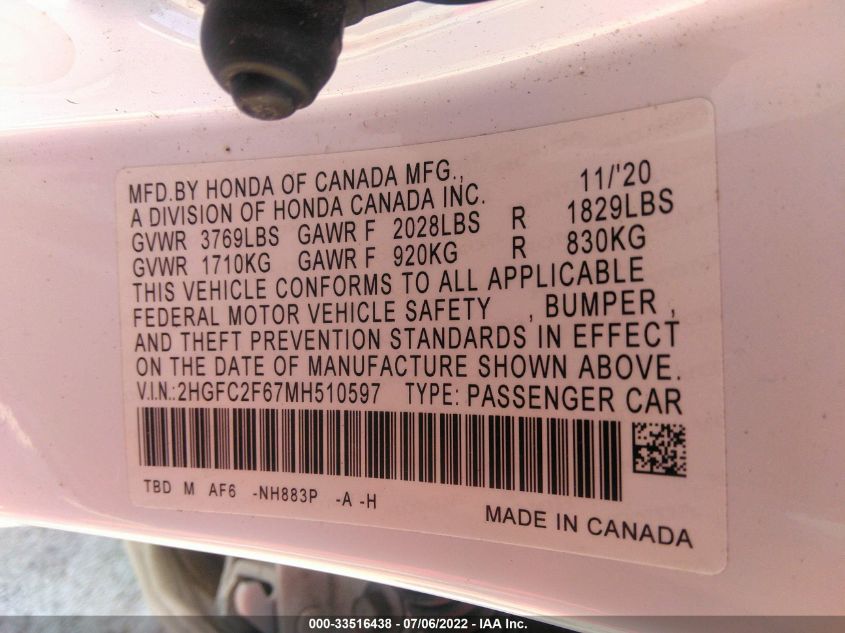 MFD.BY HONDA OF CANADA MFG., 11/'20
A DIVISION OF HONDA CANADA INC.
GVWR 3769LBS GAWR F 2028LBS R 1829LBS
GVWR 1710KG GAWR F 920KG R 830KG
THIS VEHICLE CONFORMS TO ALL APPLICABLE
FEDERAL MOTOR VEHICLE SAFETY , BUMPER ,
AND THEFT PREVENTION STANDARDS IN EFFECT
ON THE DATE OF MANUFACTURE SHOWN ABOVE.
V.I.N.:2HGFC2F67MH510597 TYPE: PASSENGER CAR
TBD M AF6 -NH883P -A -H
MADE IN CANADA
000-33516438 - 07/06/2022 - IAA Inc.